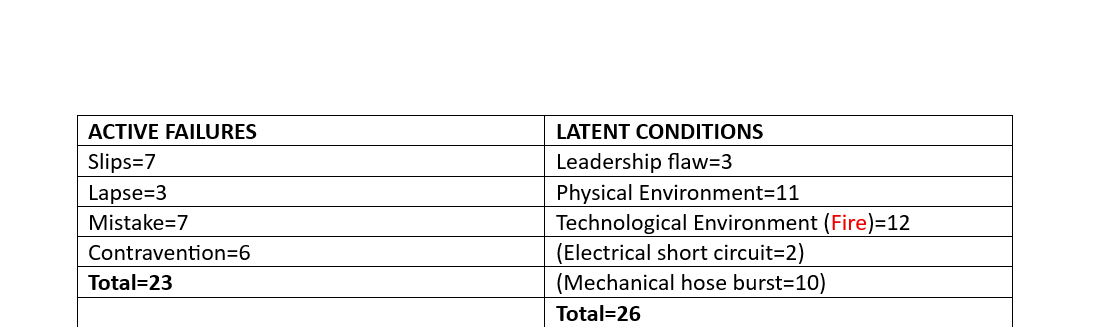 ACTIVE FAILURES
LATENT CONDITIONS
Slips=7
Leadership flaw=3
Lapse=3
Physical Environment=11
Mistake=7
Technological Environment (Fire)=12
Contravention=6
(Electrical short circuit=2)
Total=23
(Mechanical hose burst=10)
Total=26